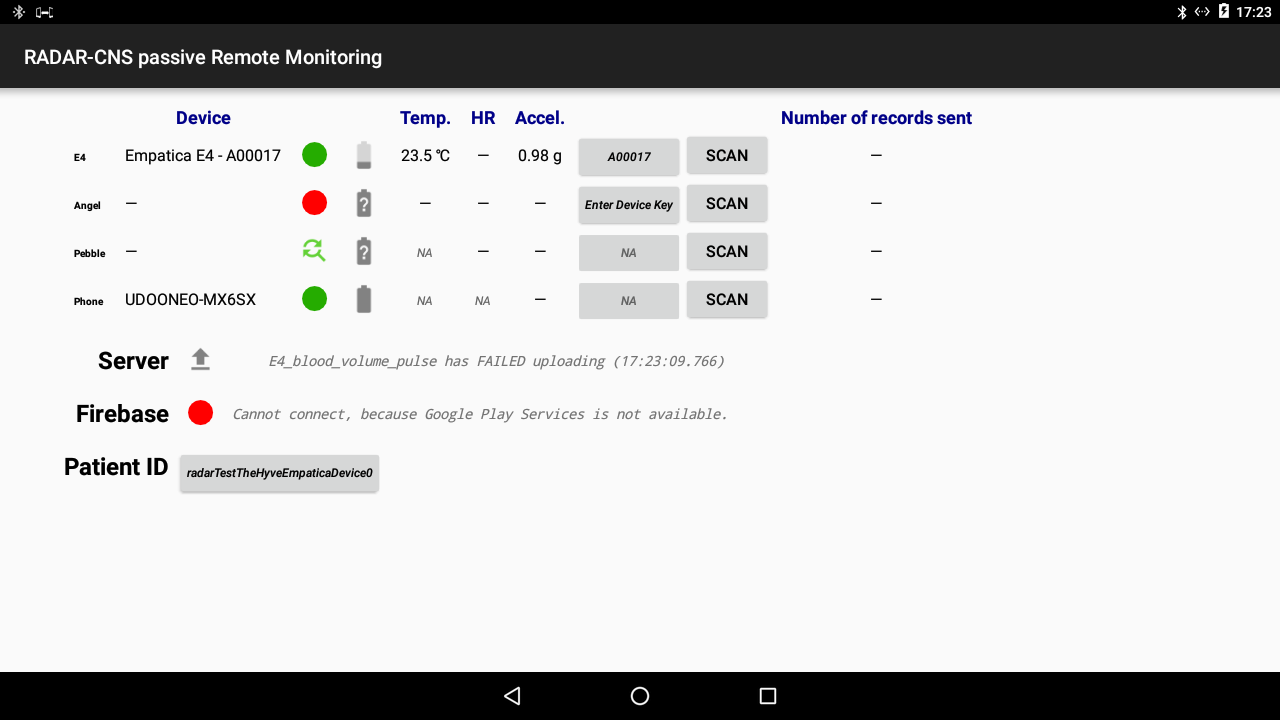 17:23
RADAR-CNS passive Remote Monitoring
Device Temp. HR Accel. Number of records sent
E4 Empatica E4 - A00017 23.5 °C – 0.98 g A00017 SCAN –
Angel – ? – – – Enter Device Key SCAN –
Pebble – ? NA – – NA SCAN –
Phone UDOONEO-MX6SX NA NA – NA SCAN –
Server E4_blood_volume_pulse has FAILED uploading (17:23:09.766)
Firebase Cannot connect, because Google Play Services is not available.
Patient ID radarTestTheHyveEmpaticaDevice0